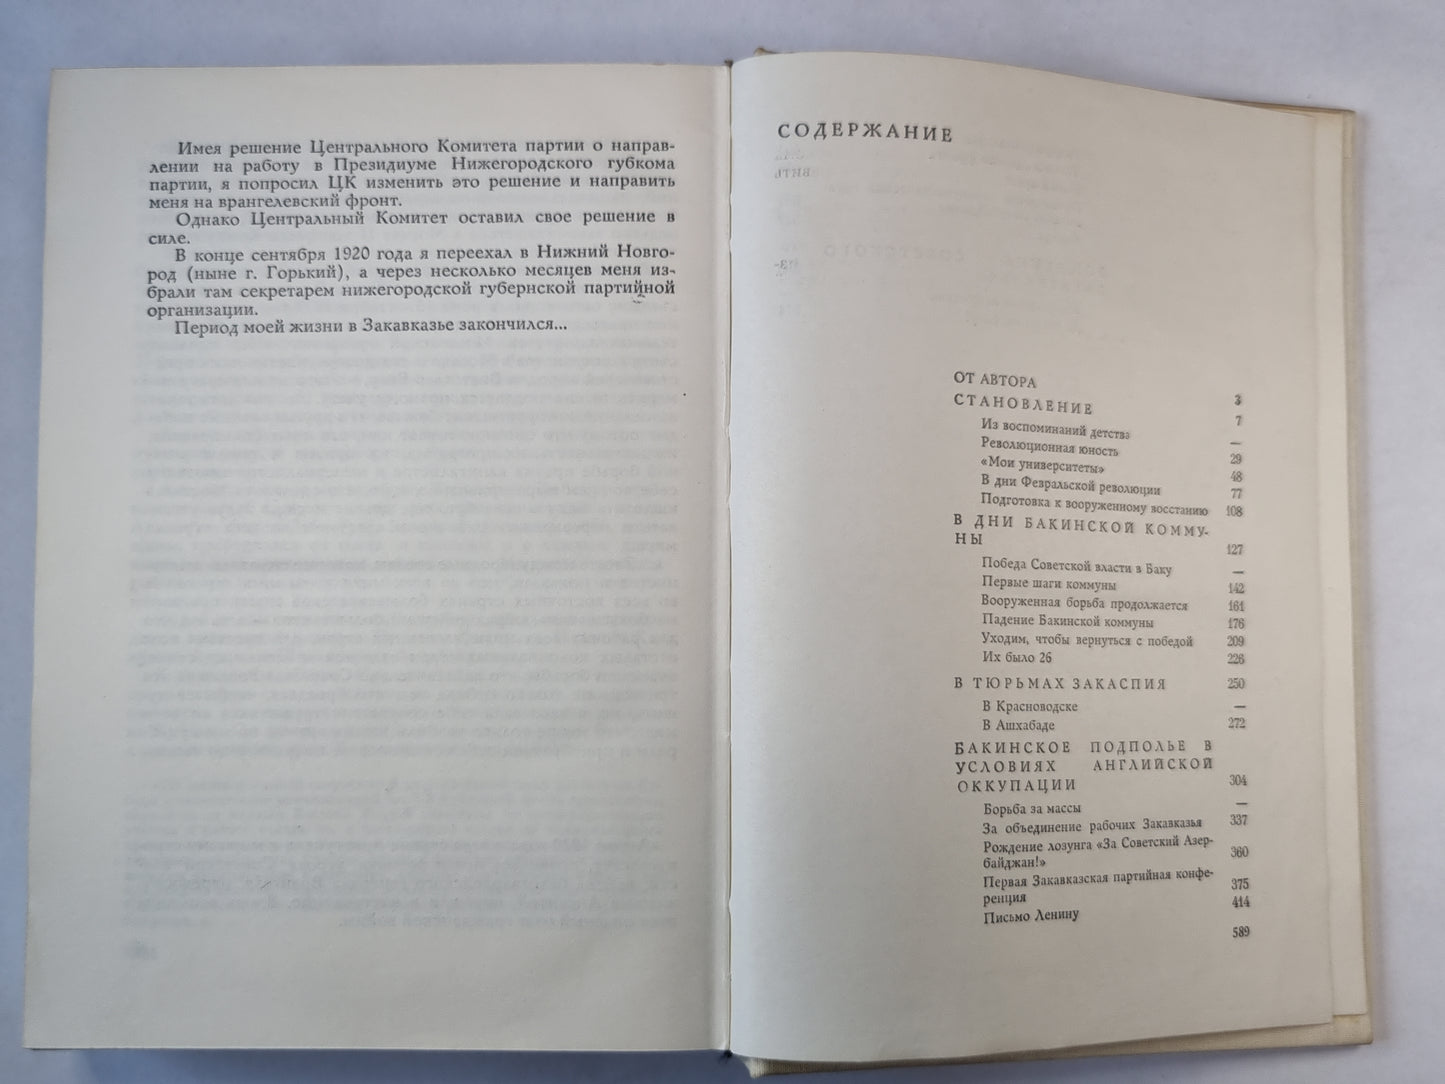 Имея решение Центрального Комитета партии о направ-
лении на работу в Президиуме Нижегородского губкома
партии, я попросил ЦК изменить это решение и направить
меня на врангелевский фронт.
Однако Центральный Комитет оставил свое решение в
силе.
В конце сентября 1920 года я переехал в Нижний Новго-
род (ныне г. Горький), а через несколько месяцев меня из-
брали там секретарем нижегородской губернской партийной
организации.
Период моей жизни в Закавказье закончился...
СОДЕРЖАНИЕ
ОТ АВТОРА 3
СТАНОВЛЕНИЕ 7
Из воспоминаний детства —
Революционная юность 29
«Мои университеты» 48
В дни Февральской революции 77
Подготовка к вооруженному восстанию 108
В ДНИ БАКИНСКОЙ КОММУ-
НЫ 127
Победа Советской власти в Баку —
Первые шаги коммуны 142
Вооруженная борьба продолжается 161
Падение Бакинской коммуны 176
Уходим, чтобы вернуться с победой 209
Их было 26 226
В ТЮРЬМАХ ЗАКАСПИЯ 250
В Красноводске —
В Ашхабаде 272
БАКИНСКОЕ ПОДПОЛЬЕ В
УСЛОВИЯХ АНГЛИЙСКОЙ
ОККУПАЦИИ 304
Борьба за массы —
За объединение рабочих Закавказья 337
Рождение лозунга «За Советский Азер-
байджан!» 360
Первая Закавказская партийная конфе-
ренция 375
Письмо Ленину 414
589